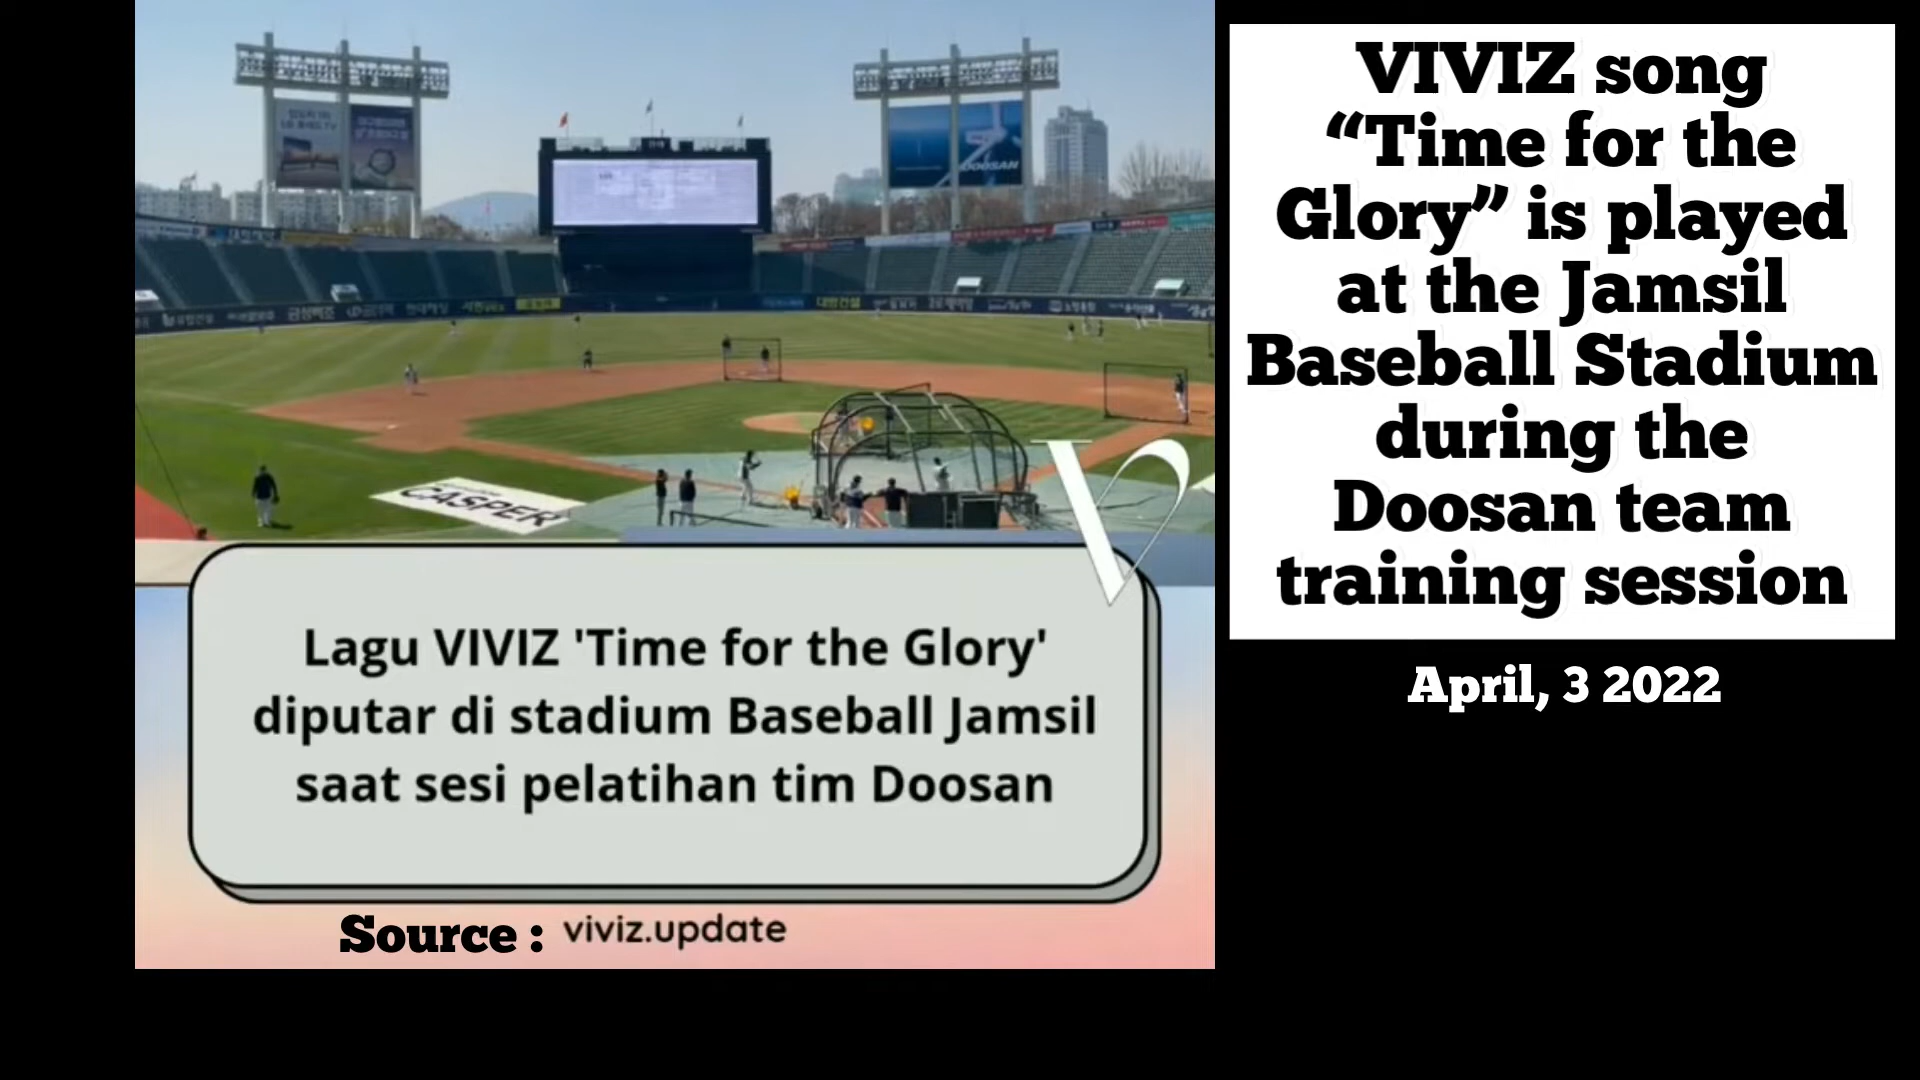 DOOSAN
CASPER
V
Lagu VIVIZ 'Time for the Glory'
diputar di stadium Baseball Jamsil
saat sesi pelatihan tim Doosan
Source : viviz.update
VIVIZ song
“Time for the
Glory” is played
at the Jamsil
Baseball Stadium
during the
Doosan team
training session
April, 3 2022